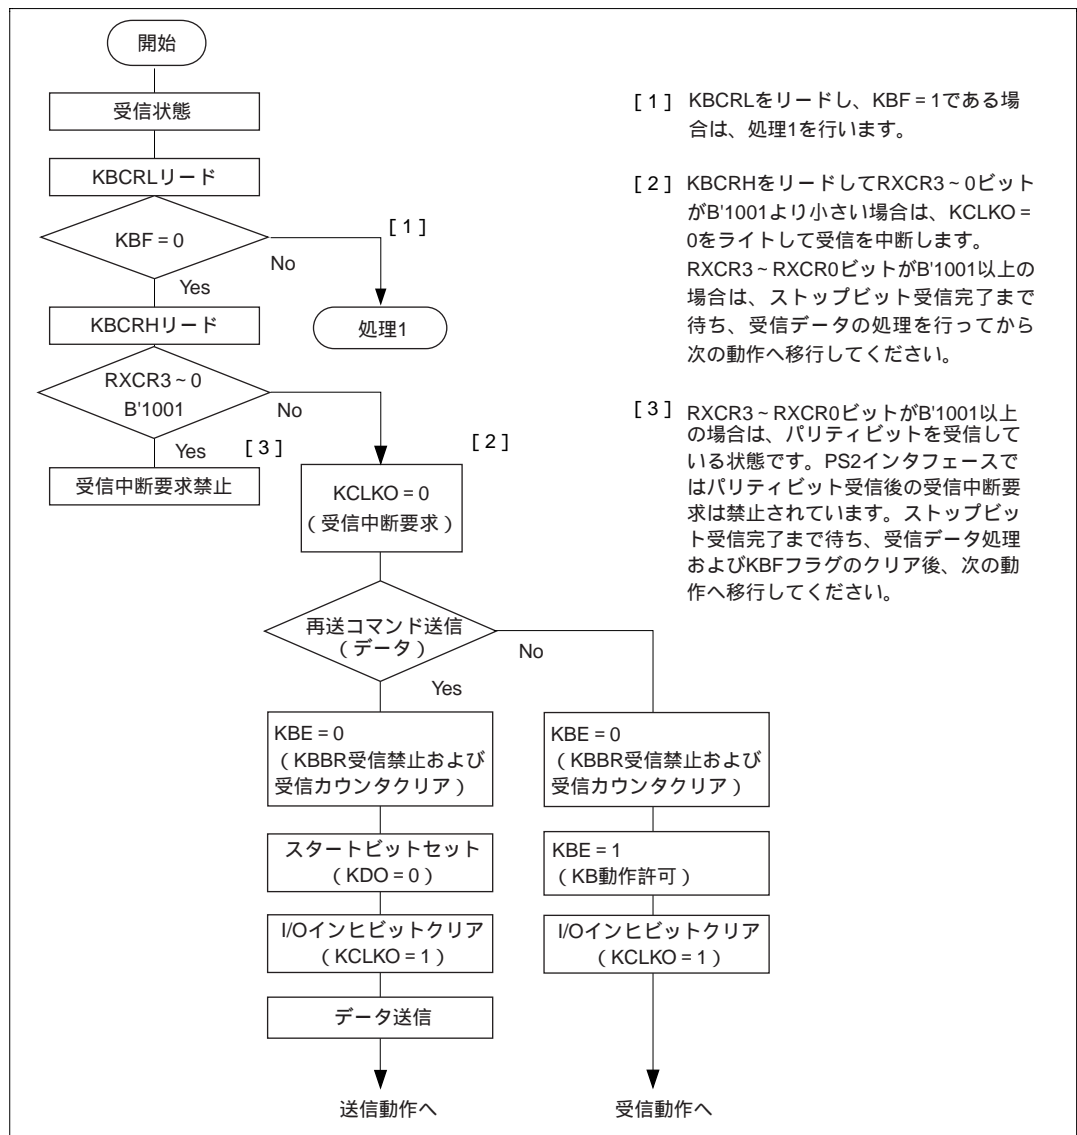 開始
受信状態
KBCRLリード
KBF = 0
[ 1 ]
No
Yes
KBCRHリード
処理1
RXCR3 ~ 0
B'1001
No
Yes
[ 3 ]
[ 2 ]
受信中断要求禁止
KCLKO = 0
（受信中断要求）
再送コマンド送信
（データ）
No
Yes
KBE = 0
（KBBR受信禁止および
受信カウンタクリア）
スタートビットセット
（KDO = 0）
I/Oインヒビットクリア
（KCLKO = 1）
データ送信
送信動作へ
KBE = 0
（KBBR受信禁止および
受信カウンタクリア）
KBE = 1
（KB動作許可）
I/Oインヒビットクリア
（KCLKO = 1）
受信動作へ
[ 1 ] KBCRLをリードし、KBF = 1である場
合は、処理1を行います。
[ 2 ] KBCRHをリードしてRXCR3 ~ 0ビット
がB'1001より小さい場合は、KCLKO =
0をライトして受信を中断します。
RXCR3 ~ RXCR0ビットがB'1001以上の
場合は、ストップビット受信完了まで
待ち、受信データの処理を行ってから
次の動作へ移行してください。
[ 3 ] RXCR3 ~ RXCR0ビットがB'1001以上
の場合は、パリティビットを受信して
いる状態です。PS2インタフェースで
はパリティビット受信後の受信中断要
求は禁止されています。ストップビッ
ト受信完了まで待ち、受信データ処理
およびKBFフラグのクリア後、次の動
作へ移行してください。